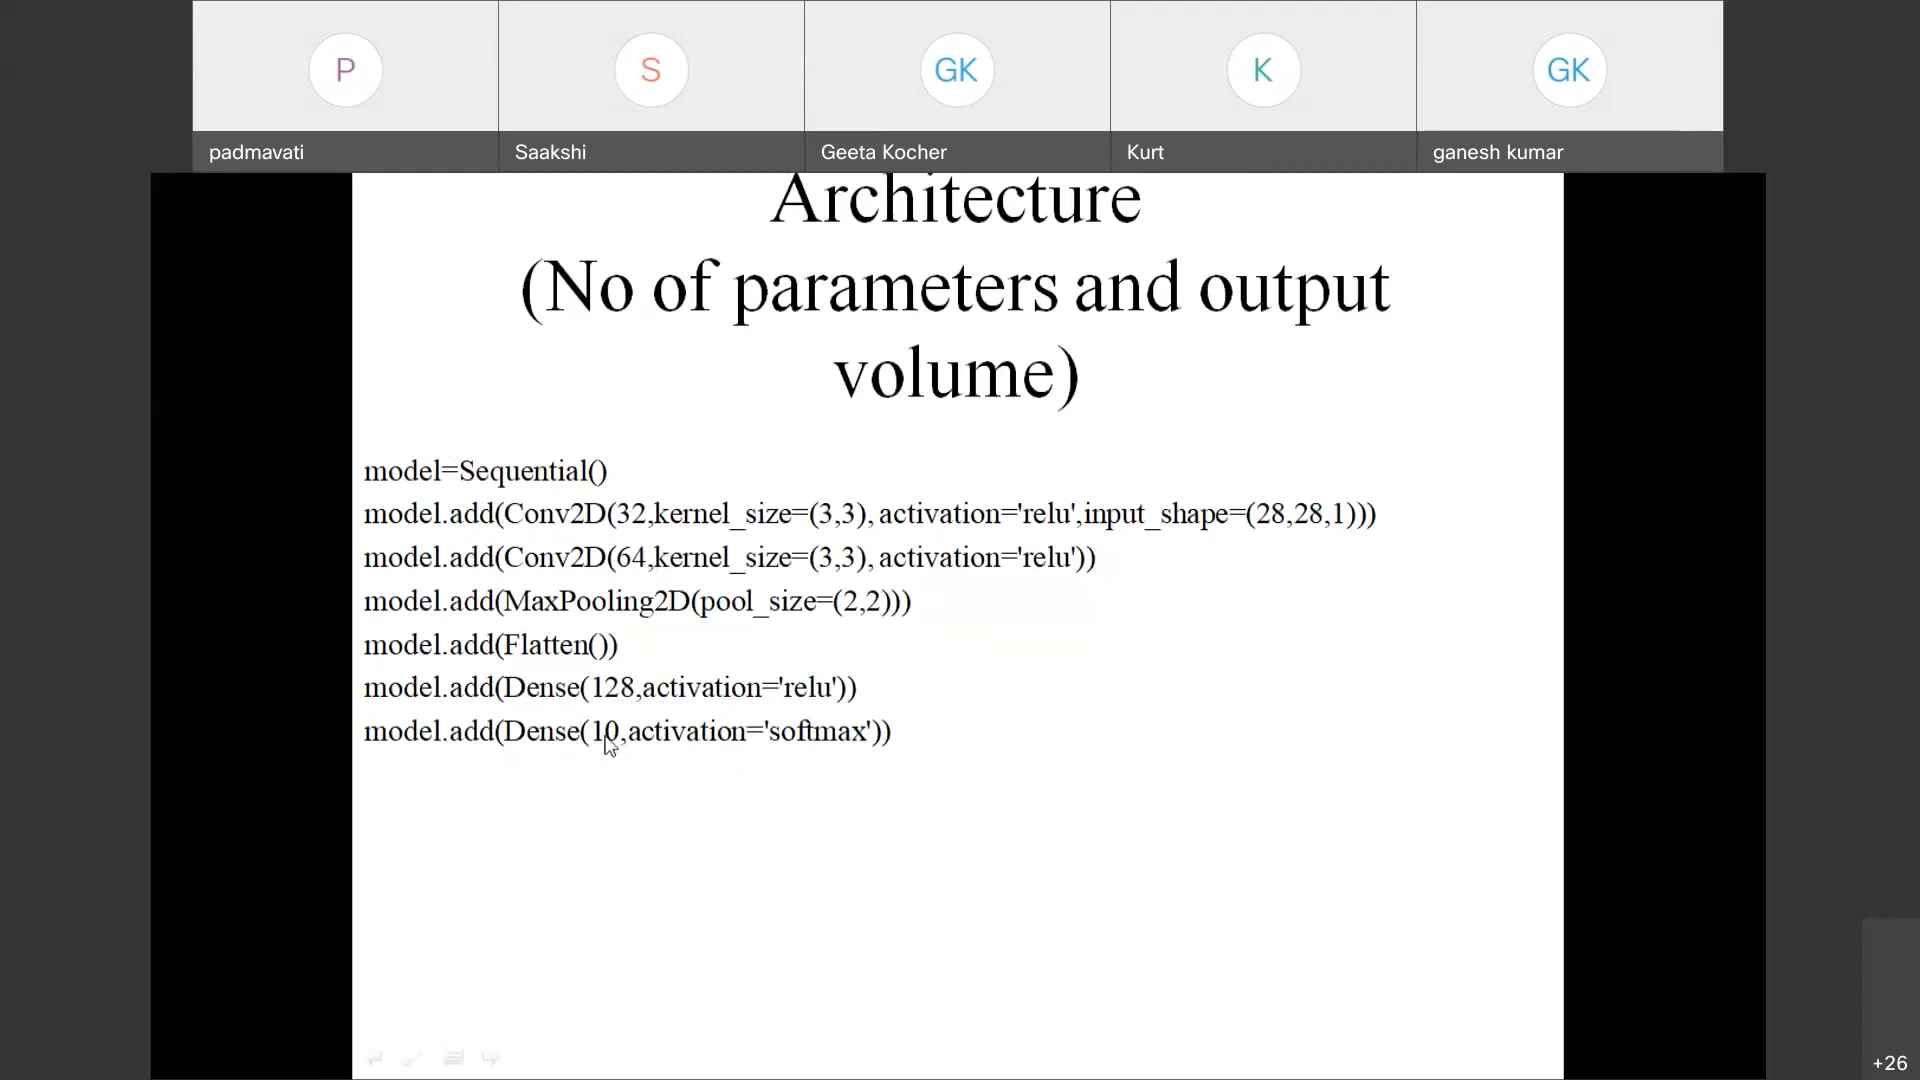 P
S
GK
K
GK
padmavati
Saakshi
Geeta Kocher
Kurt
ganesh kumar
Architecture
(No of parameters and output
volume)
model=Sequential()
model.add(Conv2D(32,kernel_size=(3,3), activation='relu',input_shape=(28,28,1)))
model.add(Conv2D(64,kernel_size=(3,3), activation='relu'))
model.add(MaxPooling2D(pool_size=(2,2)))
model.add(Flatten())
model.add(Dense(128,activation='relu'))
model.add(Dense(10,activation='softmax'))
+26